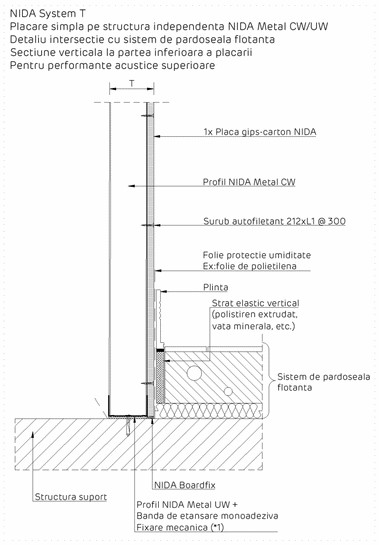 NIDA System T
Placare simpla pe structura independenta NIDA Metal CW/UW
Detaliu intersectie cu sistem de pardoseala flotanta
Sectiune verticala la partea inferioara a placarii
Pentru performante acustice superioare
T
1x Placa gips-carton NIDA
Profil NIDA Metal CW
Surub autofiletant 212xL1 @ 300
Folie protectie umiditate
Ex:folie de polietilena
Plinta
Strat elastic vertical
(polistiren extrudat,
vata minerala, etc.)
Sistem de pardoseala
flotanta
NIDA Boardfix
Structura suport
Profil NIDA Metal UW +
Banda de etansare monoadeziva
Fixare mecanica (*1)